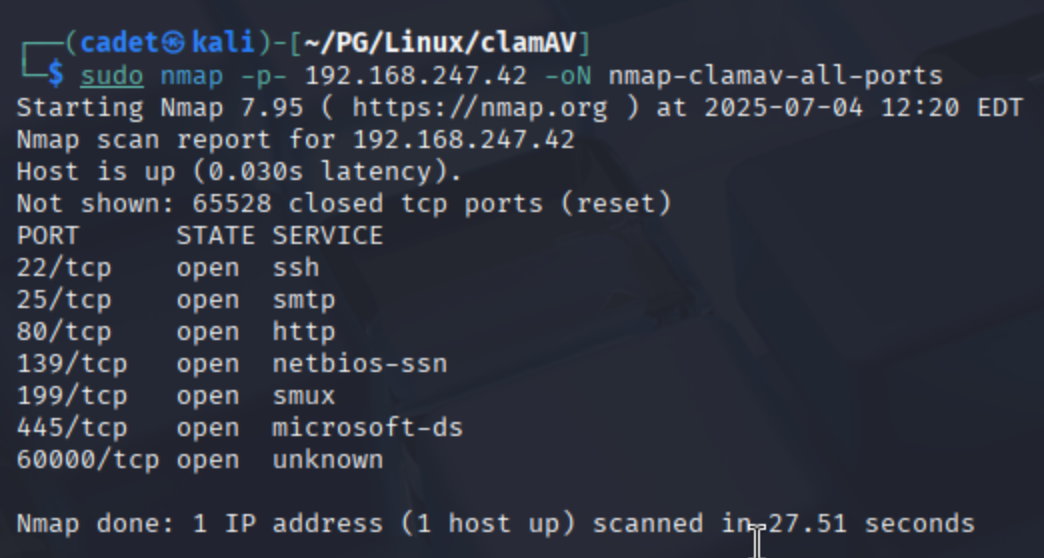 ┌──(cadet㉿kali)-[~/PG/Linux/clamAV]
└─$ sudo nmap -p- 192.168.247.42 -oN nmap-clamav-all-ports
Starting Nmap 7.95 ( https://nmap.org ) at 2025-07-04 12:20 EDT
Nmap scan report for 192.168.247.42
Host is up (0.030s latency).
Not shown: 65528 closed tcp ports (reset)
PORT      STATE SERVICE
22/tcp    open  ssh
25/tcp    open  smtp
80/tcp    open  http
139/tcp   open  netbios-ssn
199/tcp   open  smux
445/tcp   open  microsoft-ds
60000/tcp open  unknown
Nmap done: 1 IP address (1 host up) scanned in 27.51 seconds